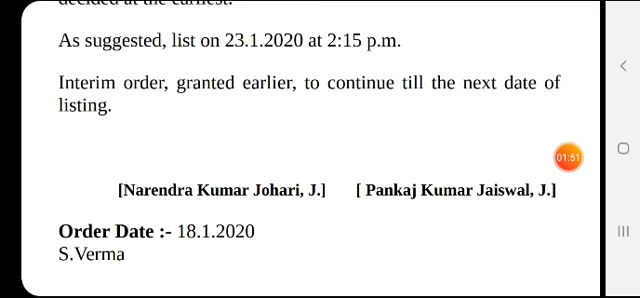 As suggested, list on 23.1.2020 at 2:15 p.m.
Interim order, granted earlier, to continue till the next date of
listing.
01:51
[Narendra Kumar Johari, J.] [ Pankaj Kumar Jaiswal, J.]
Order Date :- 18.1.2020
S.Verma